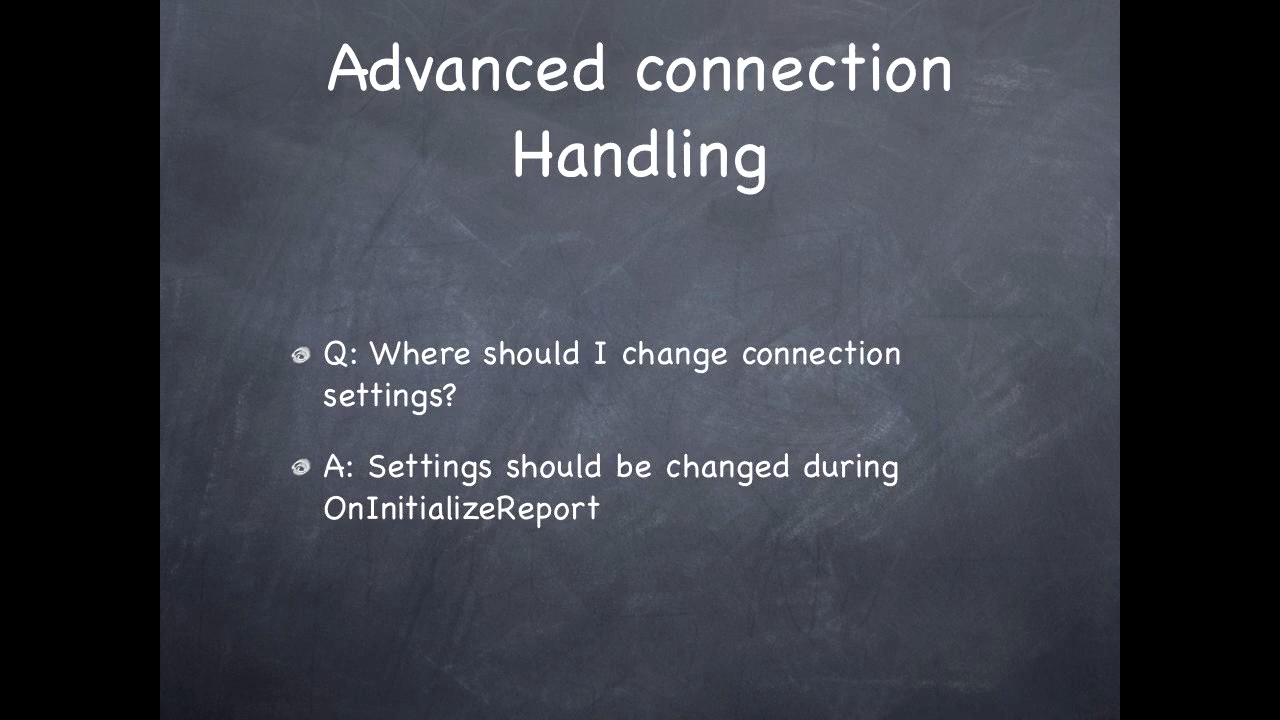 Advanced connection
Handling
Q: Where should I change connection
settings?
A: Settings should be changed during
OnInitializeReport